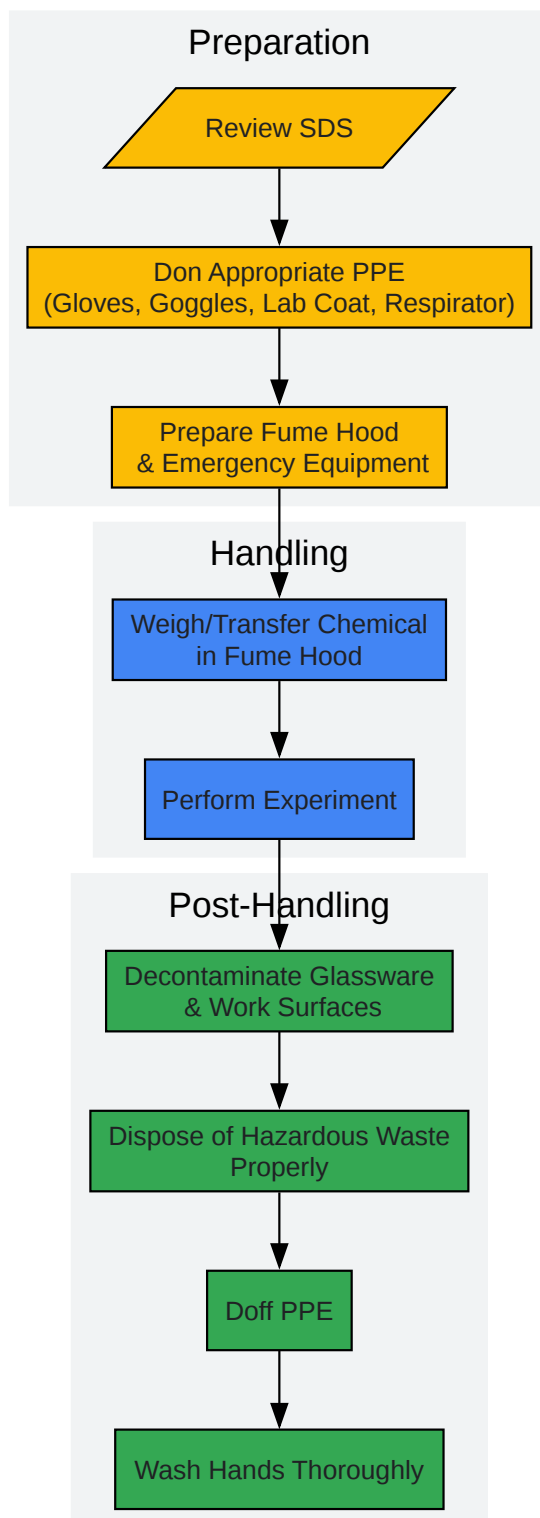 Preparation
Review SDS
Don Appropriate PPE
(Gloves, Goggles, Lab Coat, Respirator)
Prepare Fume Hood
& Emergency Equipment
Handling
Weigh/Transfer Chemical
in Fume Hood
Perform Experiment
Post-Handling
Decontaminate Glassware
& Work Surfaces
Dispose of Hazardous Waste
Properly
Doff PPE
Wash Hands Thoroughly